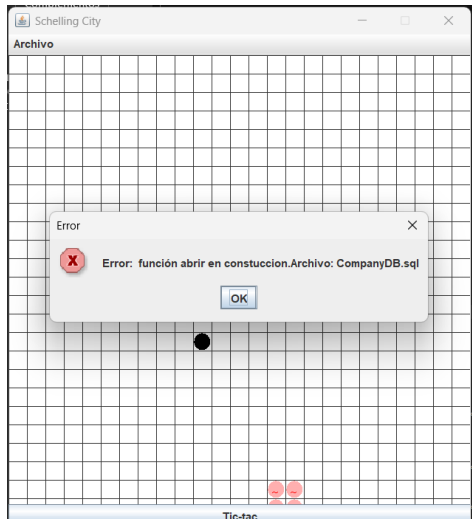 Schelling City
Archivo
Error
Error: función abrir en constuccion.Archivo: CompanyDB.sql
OK
Tic-tac